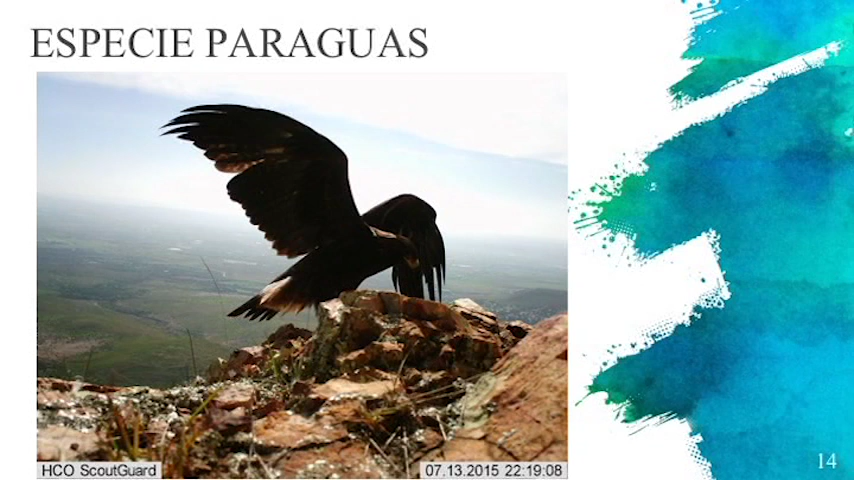 ESPECIE PARAGUAS
HCO ScoutGuard
07.13.2015 22:19:08
14